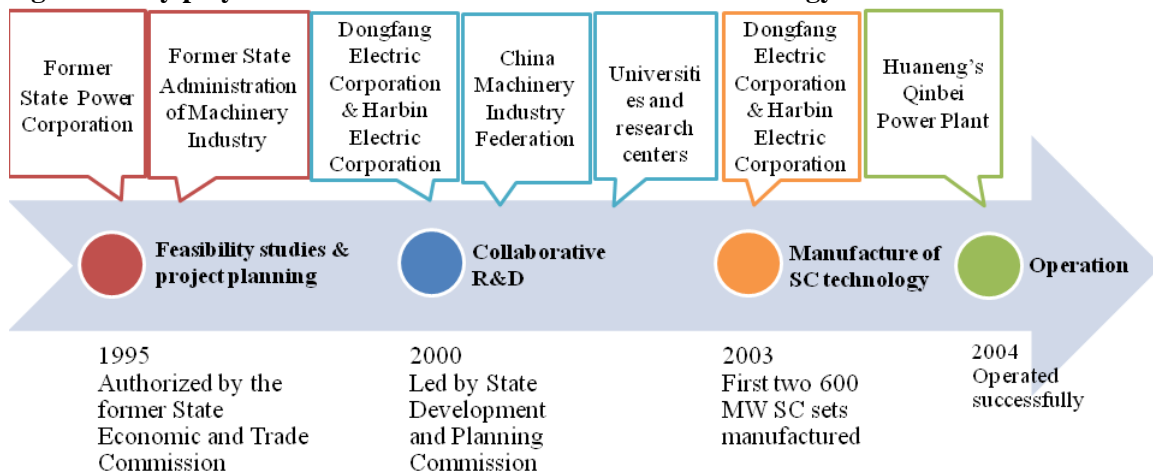 Former
State Power
Corporation
Former State
Administration
of Machinery
Industry
Dongfang
Electric
Corporation
& Harbin
Electric
Corporation
China
Machinery
Industry
Federation
Universiti
es and
research
centers
Dongfang
Electric
Corporation
& Harbin
Electric
Corporation
Huaneng's
Qinbei
Power Plant
Feasibility studies &
project planning
Collaborative
R&D
Manufacture of
SC technology
Operation
1995
Authorized by the
former State
Economic and Trade
Commission
2000
Led by State
Development
and Planning
Commission
2003
First two 600
MW SC sets
manufactured
2004
Operated
successfully